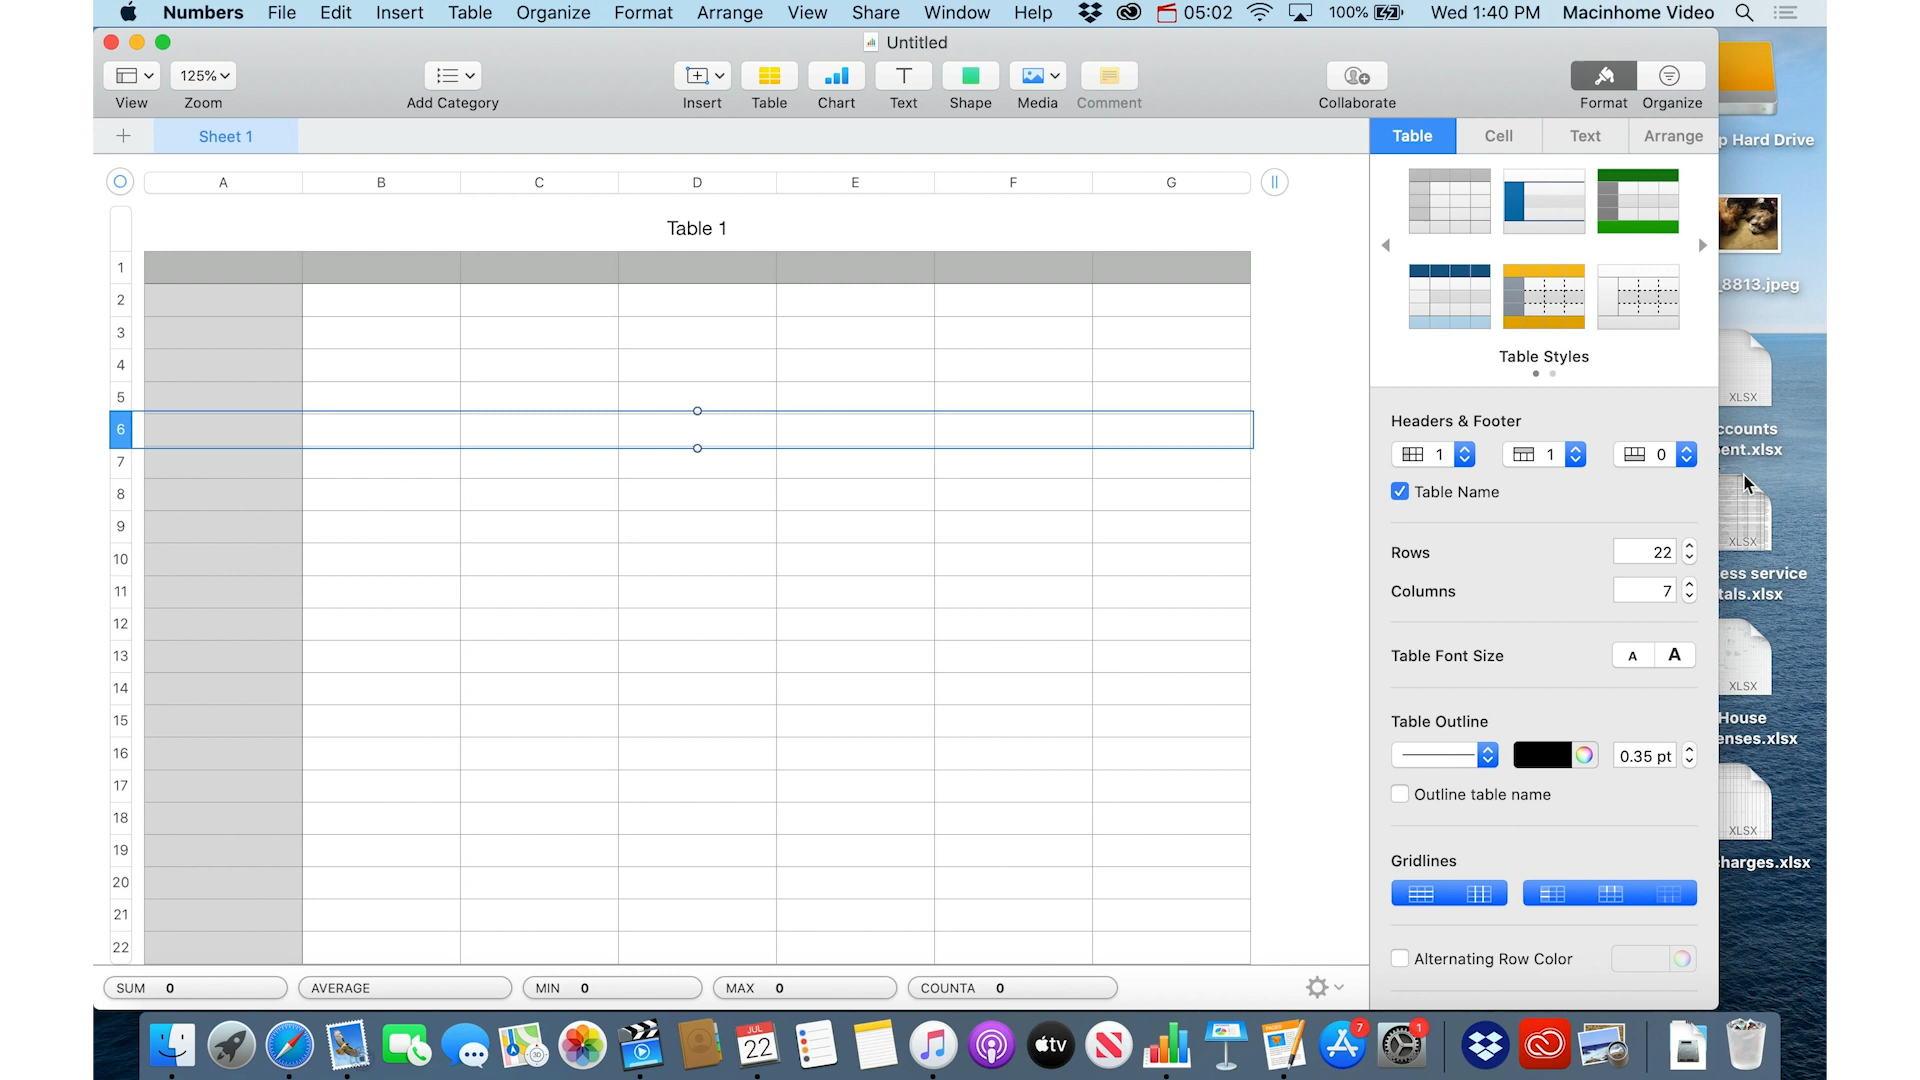 Numbers File Edit Insert Table Organize Format Arrange View Share Window Help 05:02 100% Wed 1:40 PM Macinhome Video
Untitled
125%
View Zoom Add Category Insert Table Chart Text Shape Media Comment Collaborate Format Organize
Sheet 1
Table Cell Text Arrange
p Hard Drive
A B C D E F G
Table 1
1
2
3
4
5
6
7
8
9
10
11
12
13
14
15
16
17
18
19
20
21
22
Table Styles
Headers & Footer
1 1 0
Table Name
Rows 22
Columns 7
Table Font Size A A
Table Outline
0.35 pt
Outline table name
Gridlines
Alternating Row Color
_8813.jpeg
XLSX
ccounts
ent.xlsx
XLSX
ess service
tals.xlsx
XLSX
House
enses.xlsx
XLSX
harges.xlsx
SUM 0 AVERAGE MIN 0 MAX 0 COUNTA 0
3D
JUL
22
tv
PAGES
7
1